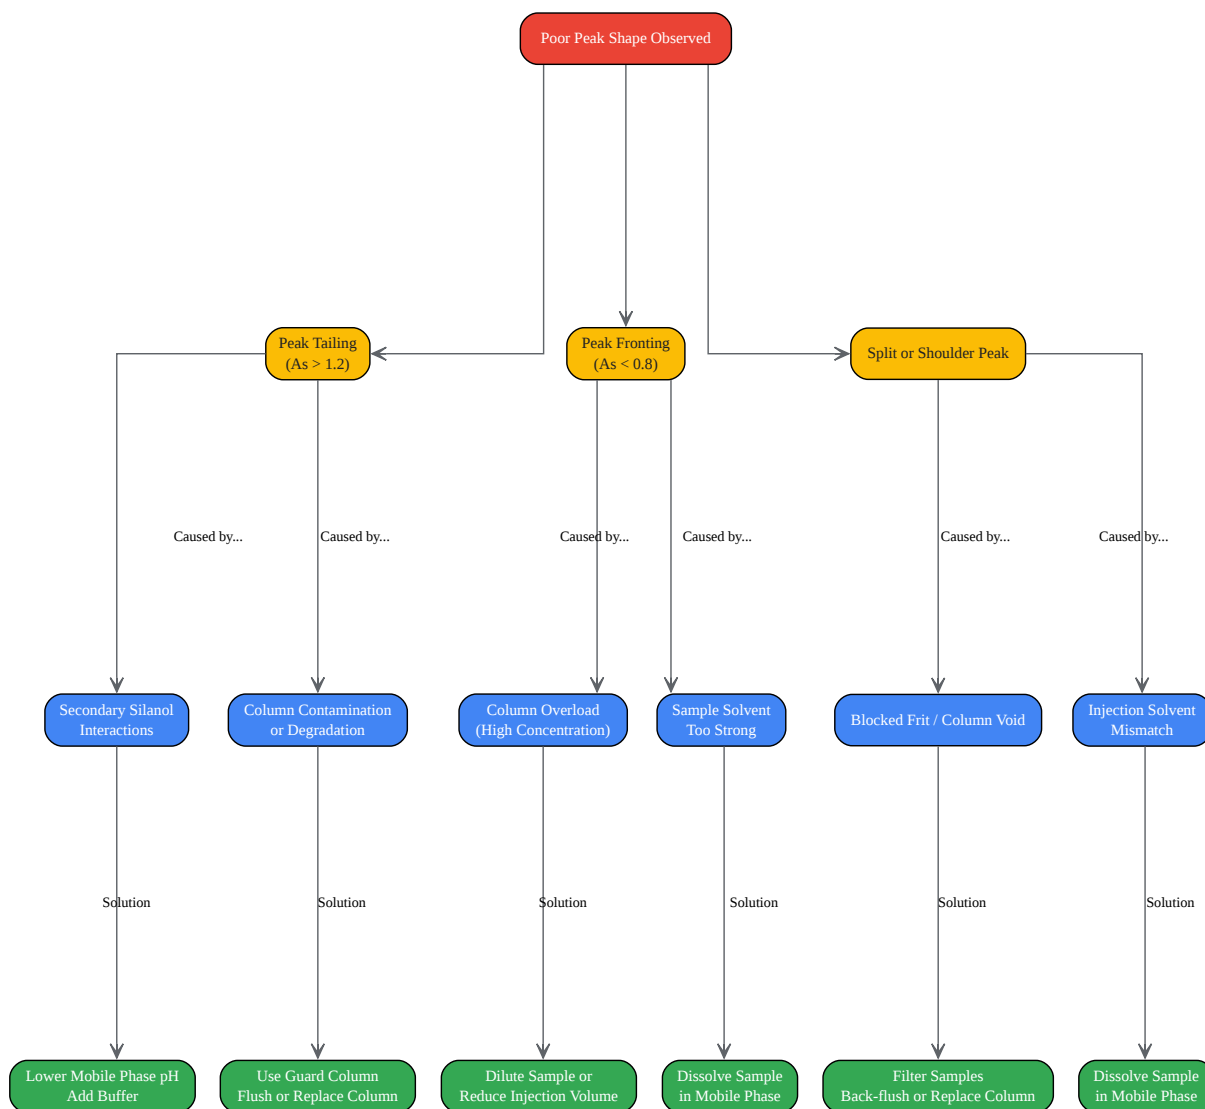 Poor Peak Shape Observed
Peak Tailing
(As > 1.2)
Peak Fronting
(As < 0.8)
Split or Shoulder Peak
Caused by...
Caused by...
Caused by...
Caused by...
Caused by...
Caused by...
Secondary Silanol
Interactions
Column Contamination
or Degradation
Column Overload
(High Concentration)
Sample Solvent
Too Strong
Blocked Frit / Column Void
Injection Solvent
Mismatch
Solution
Solution
Solution
Solution
Solution
Solution
Lower Mobile Phase pH
Add Buffer
Use Guard Column
Flush or Replace Column
Dilute Sample or
Reduce Injection Volume
Dissolve Sample
in Mobile Phase
Filter Samples
Back-flush or Replace Column
Dissolve Sample
in Mobile Phase